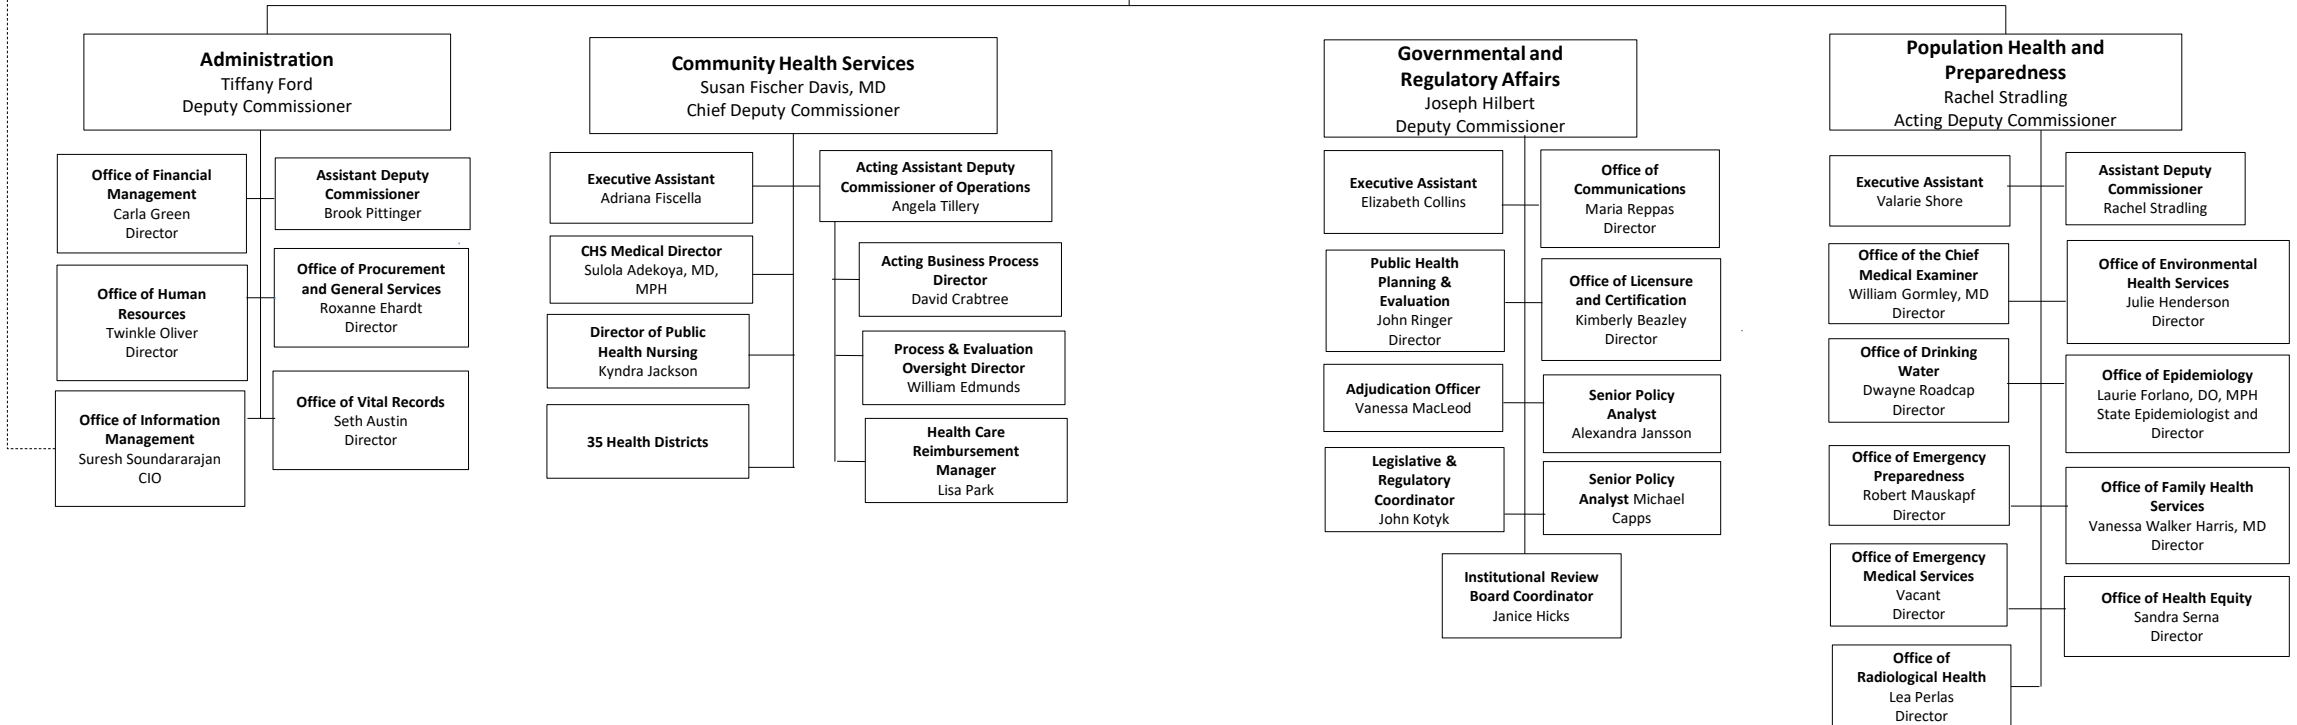 Administration
Tiffany Ford
Deputy Commissioner
Office of Financial
Management
Carla Green
Director
Assistant Deputy
Commissioner
Brook Pittinger
Office of Human
Resources
Twinkle Oliver
Director
Office of Procurement
and General Services
Roxanne Ehardt
Director
Office of Information
Management
Suresh Soundararajan
CIO
Office of Vital Records
Seth Austin
Director
Community Health Services
Susan Fischer Davis, MD
Chief Deputy Commissioner
Executive Assistant
Adriana Fiscella
Acting Assistant Deputy
Commissioner of Operations
Angela Tillery
CHS Medical Director
Sulola Adekoya, MD,
MPH
Acting Business Process
Director
David Crabtree
Director of Public
Health Nursing
Kyndra Jackson
Process & Evaluation
Oversight Director
William Edmunds
35 Health Districts
Health Care
Reimbursement
Manager
Lisa Park
Governmental and
Regulatory Affairs
Joseph Hilbert
Deputy Commissioner
Executive Assistant
Elizabeth Collins
Office of
Communications
Maria Reppas
Director
Public Health
Planning &
Evaluation
John Ringer
Director
Office of Licensure
and Certification
Kimberly Beazley
Director
Adjudication Officer
Vanessa MacLeod
Senior Policy
Analyst
Alexandra Jansson
Legislative &
Regulatory
Coordinator
John Kotyk
Senior Policy
Analyst Michael
Capps
Institutional Review
Board Coordinator
Janice Hicks
Population Health and
Preparedness
Rachel Stradling
Acting Deputy Commissioner
Executive Assistant
Valarie Shore
Assistant Deputy
Commissioner
Rachel Stradling
Office of the Chief
Medical Examiner
William Gormley, MD
Director
Office of Environmental
Health Services
Julie Henderson
Director
Office of Drinking
Water
Dwayne Roadcap
Director
Office of Epidemiology
Laurie Forlano, DO, MPH
State Epidemiologist and
Director
Office of Emergency
Preparedness
Robert Mauskapf
Director
Office of Family Health
Services
Vanessa Walker Harris, MD
Director
Office of Emergency
Medical Services
Vacant
Director
Office of Health Equity
Sandra Serna
Director
Office of
Radiological Health
Lea Perlas
Director